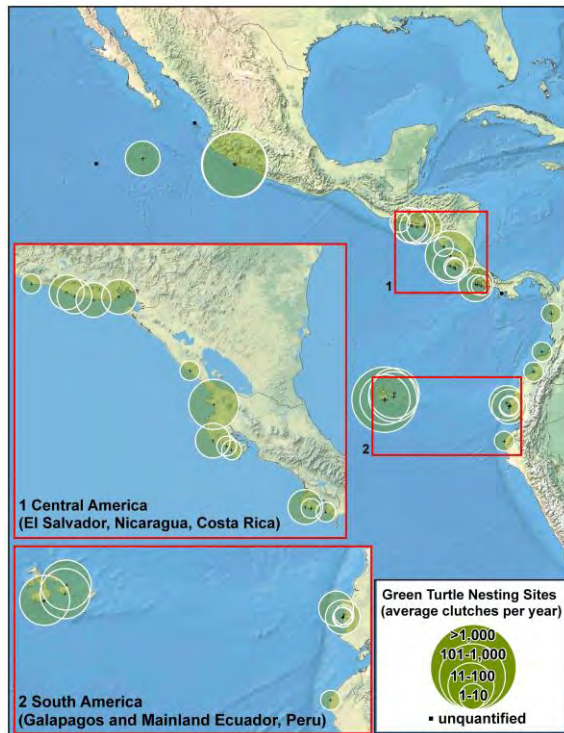 1
2
1 Central America
(El Salvador, Nicaragua, Costa Rica)
2 South America
(Galapagos and Mainland Ecuador, Peru)
Green Turtle Nesting Sites
(average clutches per year)
>1,000
101-1,000
11-100
1-10
unquantified